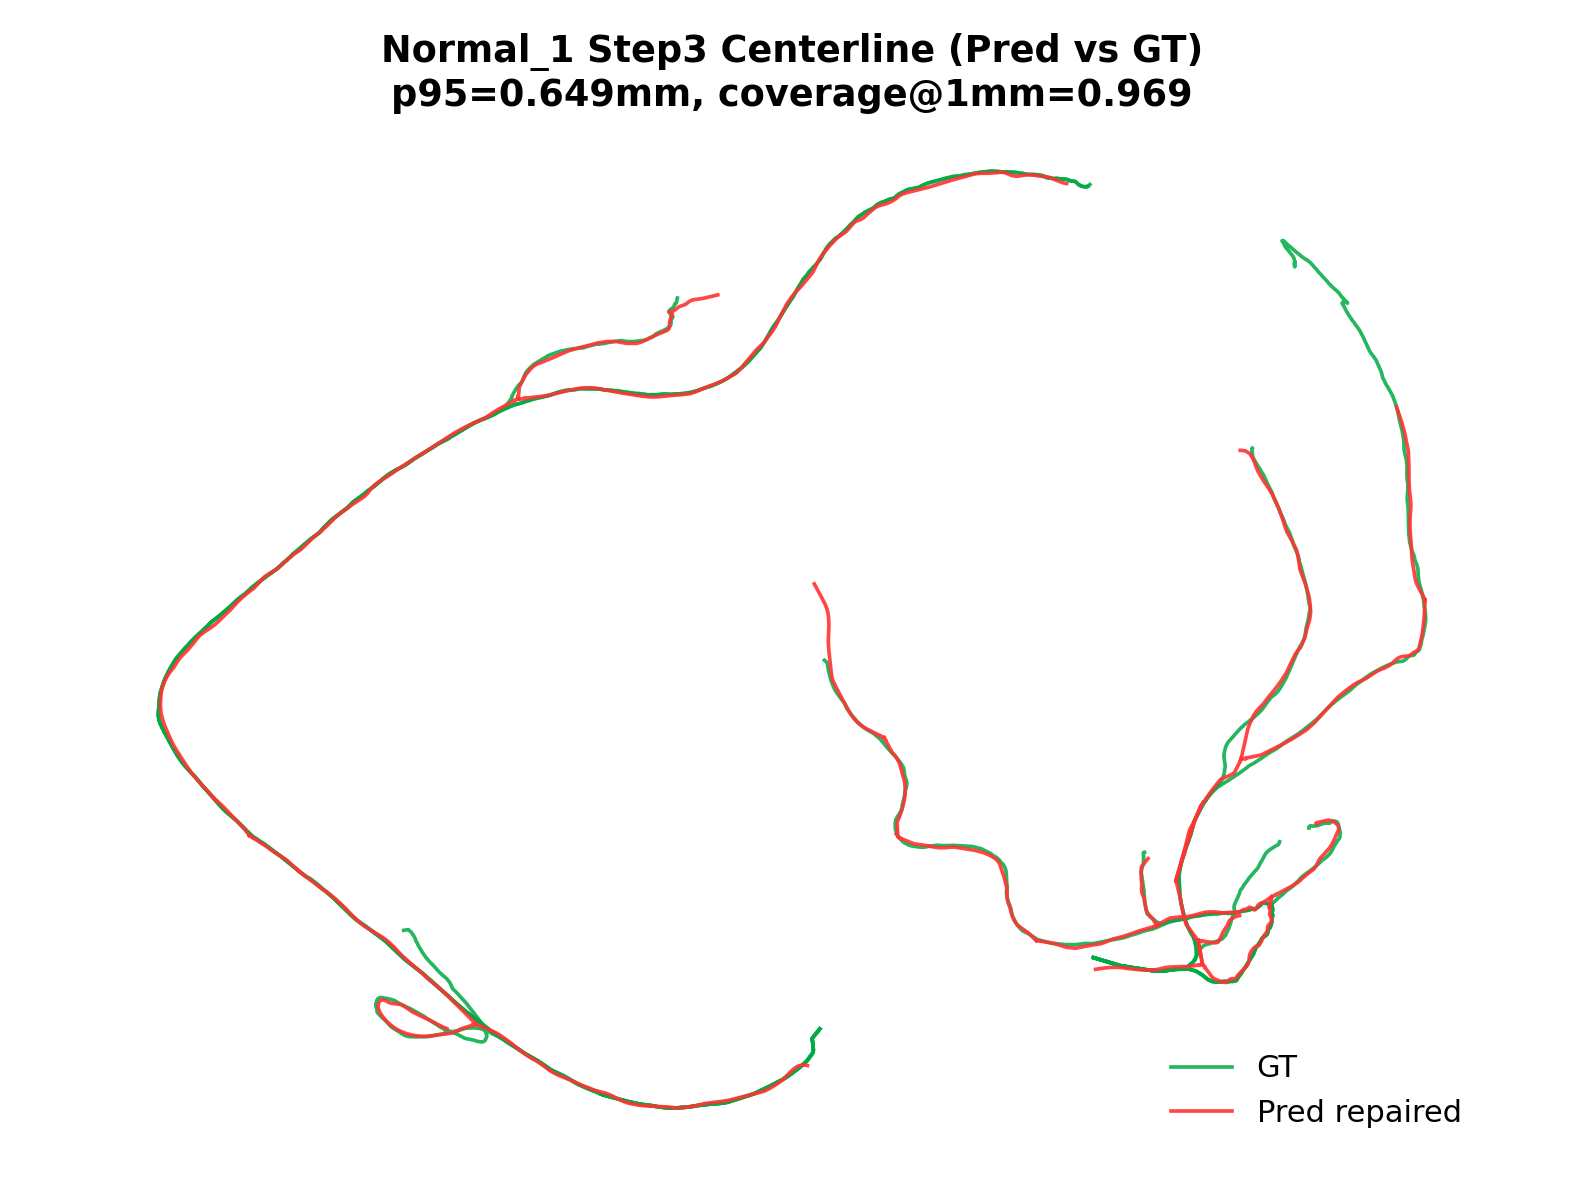 Normal_1 Step3 Centerline (Pred vs GT)
p95=0.649mm, coverage@1mm=0.969
GT
Pred repaired